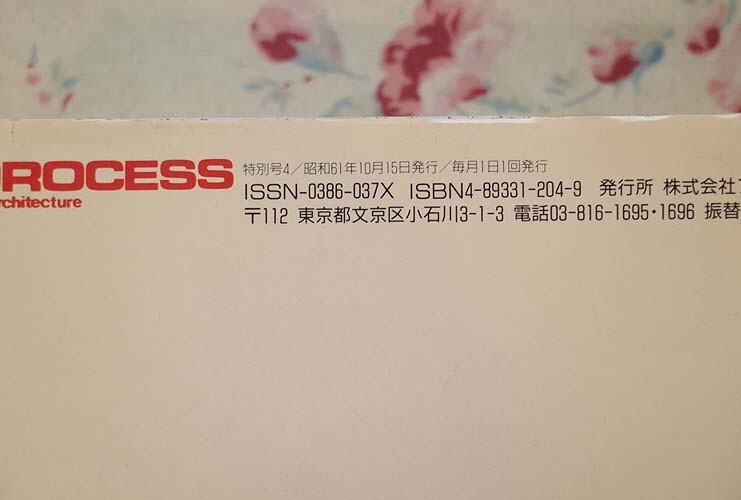 PROCESS
Architecture
特別号4／昭和61年10月15日発行／毎月1日1回発行
ISSN-0386-037X ISBN4-89331-204-9 発行所 株式会社
〒112 東京都文京区小石川3-1-3 電話03-816-1695・1696 振替